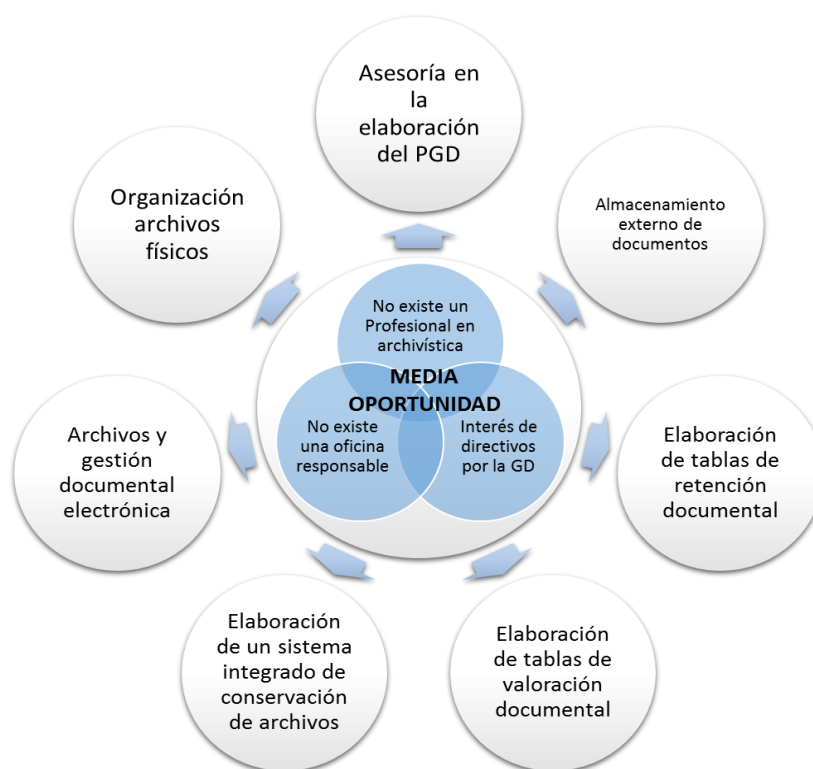 Asesoría en
la
elaboración
del PGD
Almacenamiento
externo de
documentos
Elaboración
de tablas de
retención
documental
Elaboración
de tablas de
valoración
documental
Elaboración
de un sistema
integrado de
conservación
de archivos
Archivos y
gestión
documental
electrónica
Organización
archivos
físicos
No existe un
Profesional en
archivística
MEDIA
OPORTUNIDAD
No existe
una oficina
responsable
Interés de
directivos
por la GD